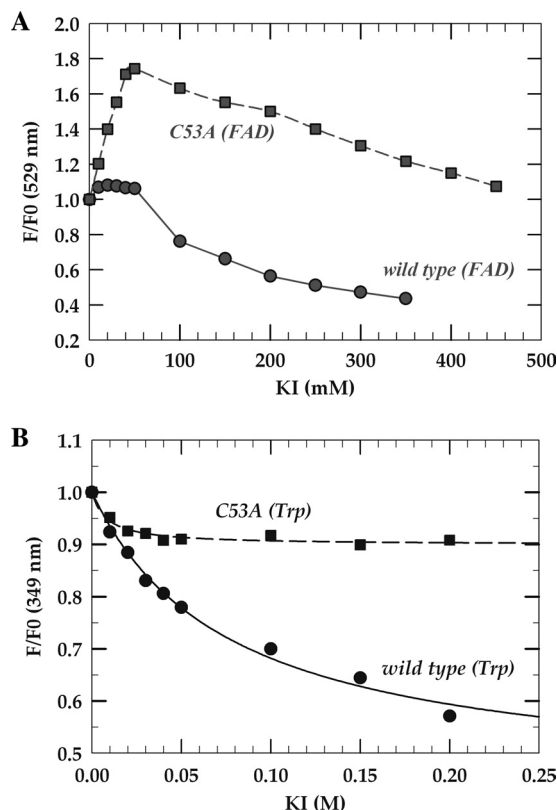 A
2.0
1.8
1.6
1.4
1.2
1.0
0.8
0.6
0.4
0.2
F/F0 (529 nm)
C53A (FAD)
wild type (FAD)
0 100 200 300 400 500
KI (mM)
B
1.1
1.0
0.9
0.8
0.7
0.6
0.5
F/F0 (349 nm)
C53A (Trp)
wild type (Trp)
0.00 0.05 0.10 0.15 0.20 0.25
KI (M)